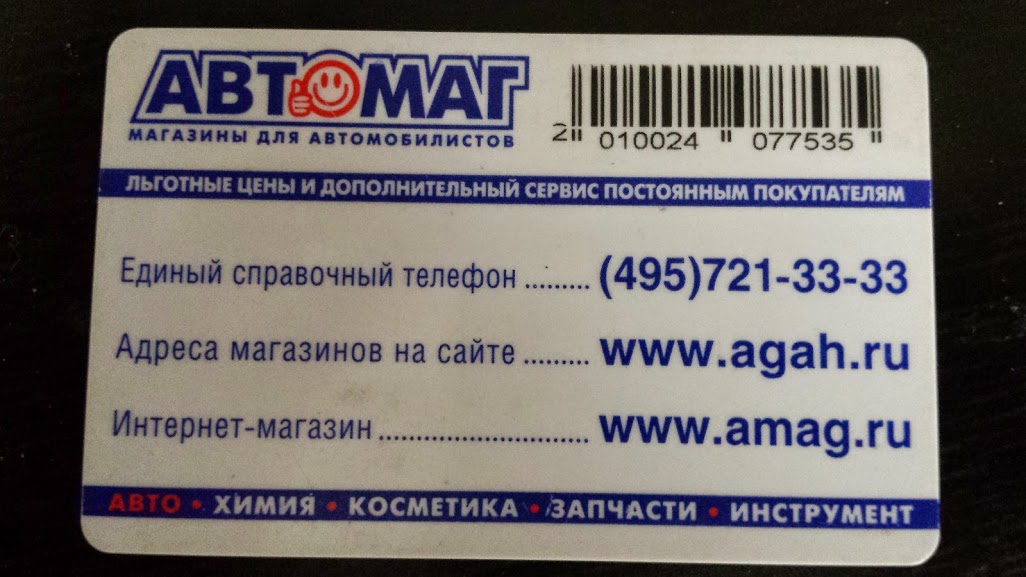 АВТОМАГ
МАГАЗИНЫ ДЛЯ АВТОМОБИЛИСТОВ
2 010024 077535
ЛЬГОТНЫЕ ЦЕНЫ И ДОПОЛНИТЕЛЬНЫЙ СЕРВИС ПОСТОЯННЫМ ПОКУПАТЕЛЯМ
Единый справочный телефон ......... (495)721-33-33
Адреса магазинов на сайте ......... www.agah.ru
Интернет-магазин ............................. www.amag.ru
АВТО • ХИМИЯ • КОСМЕТИКА • ЗАПЧАСТИ • ИНСТРУМЕНТ